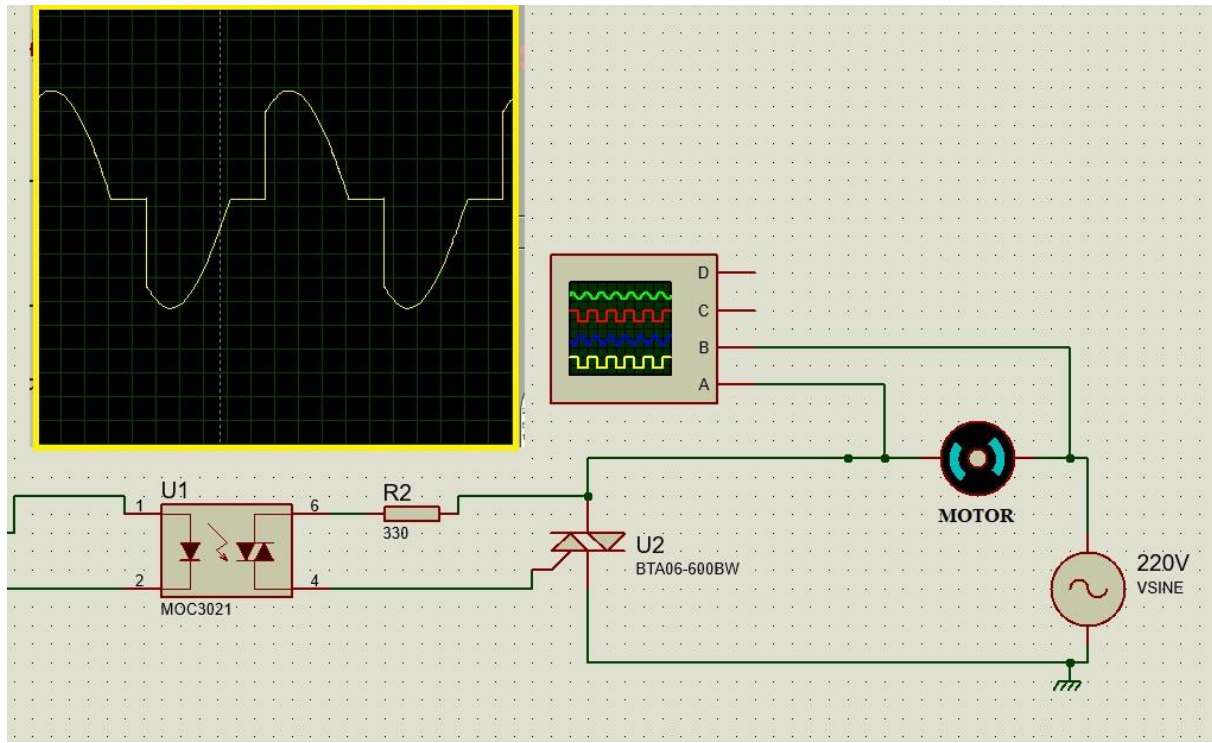 D
C
B
A
U1
1
6
2
4
MOC3021
R2
330
U2
BTA06-600BW
MOTOR
220V
VSINE